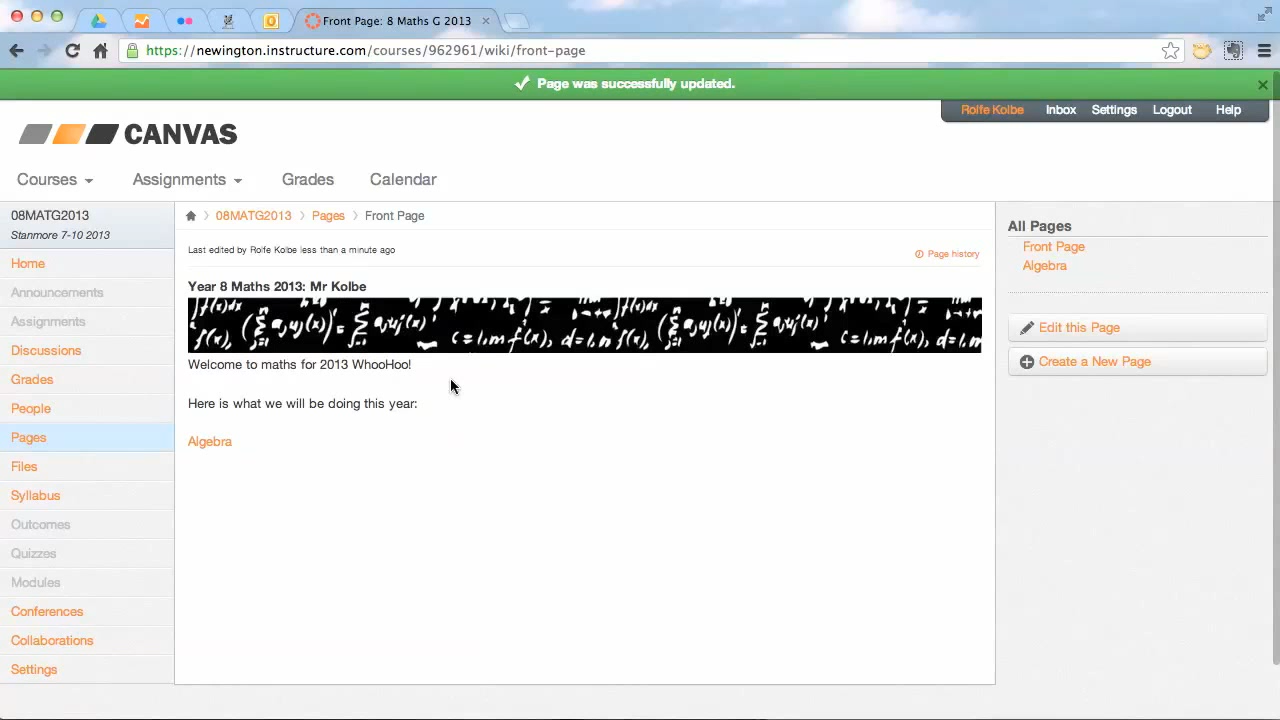 Front Page: 8 Maths G 2013
https://newington.instructure.com/courses/962961/wiki/front-page
Page was successfully updated.
Rolfe Kolbe Inbox Settings Logout Help
CANVAS
Courses Assignments Grades Calendar
08MATG2013
Stanmore 7-10 2013
Home
Announcements
Assignments
Discussions
Grades
People
Pages
Files
Syllabus
Outcomes
Quizzes
Modules
Conferences
Collaborations
Settings
08MATG2013 Pages Front Page
Last edited by Rolfe Kolbe less than a minute ago
Page history
Year 8 Maths 2013: Mr Kolbe
Welcome to maths for 2013 WhooHoo!
Here is what we will be doing this year:
Algebra
All Pages
Front Page
Algebra
Edit this Page
Create a New Page